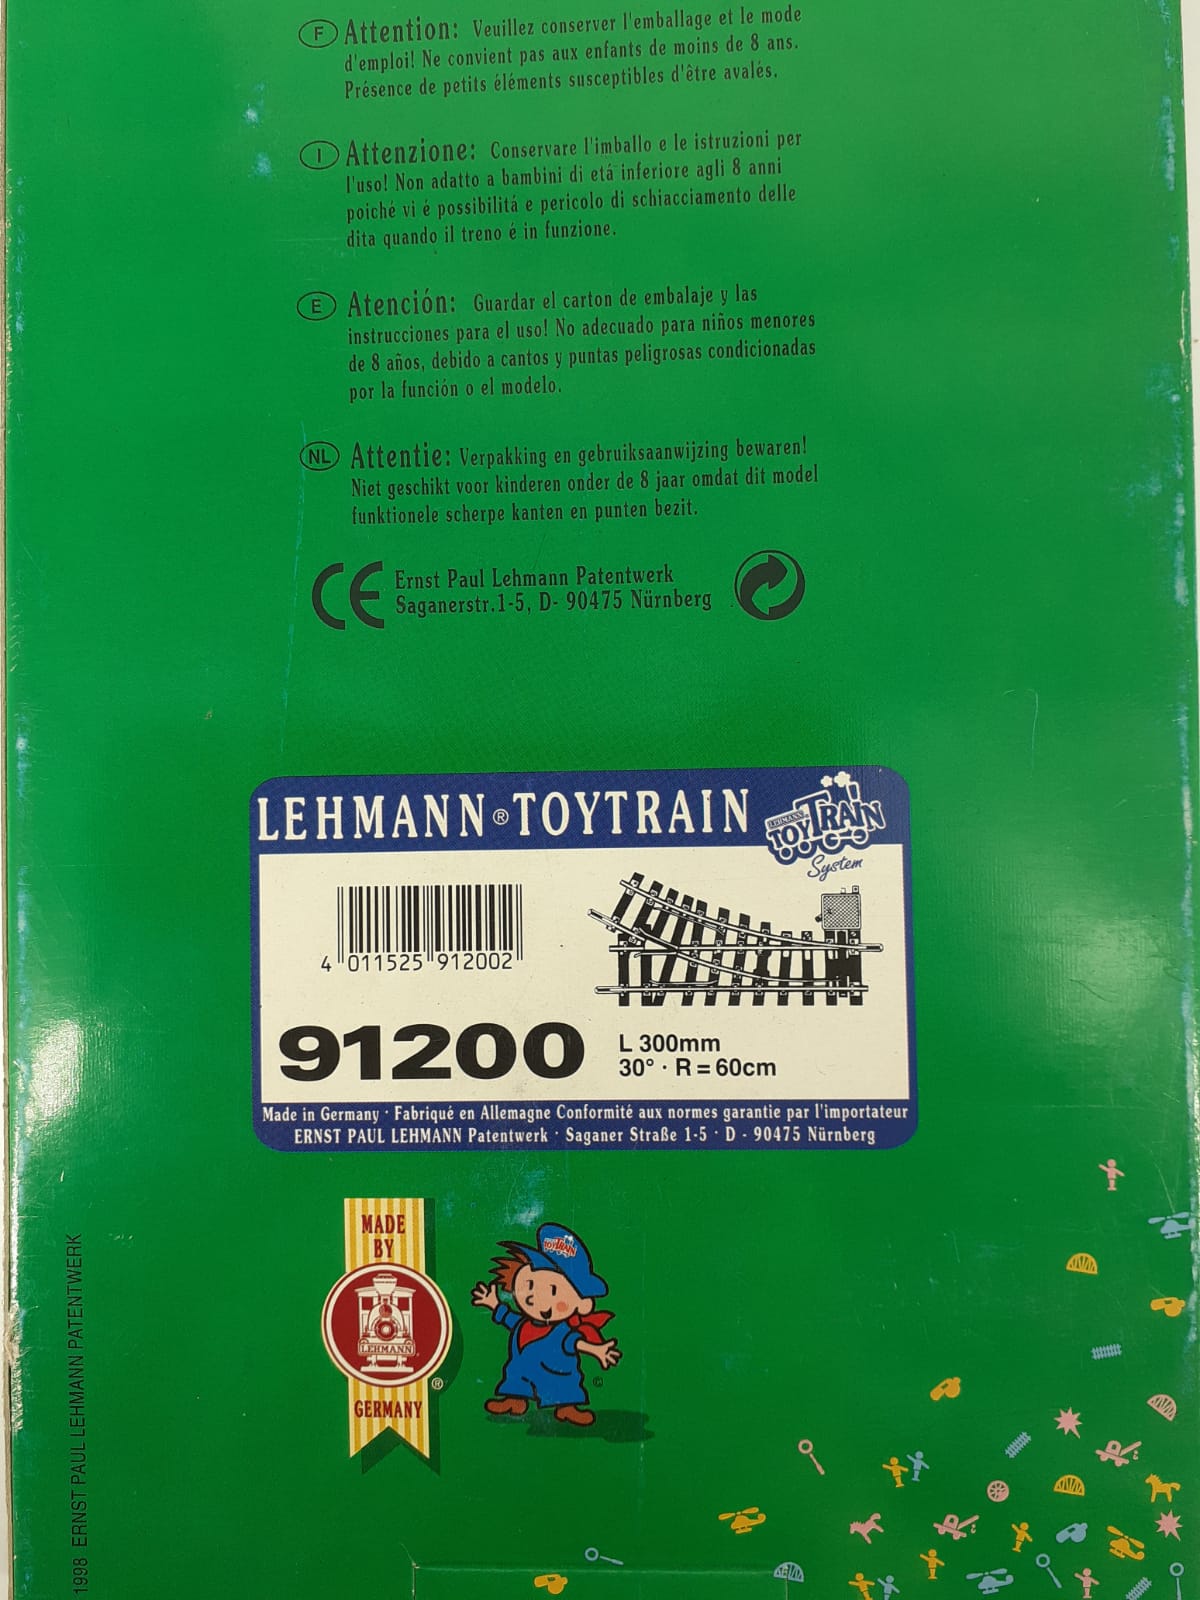 F Attention: Veuillez conserver l'emballage et le mode
d'emploi! Ne convient pas aux enfants de moins de 8 ans.
Présence de petits éléments susceptibles d'être avalés.
I Attenzione: Conservare l'imballo e le istruzioni per
l'uso! Non adatto a bambini di etá inferiore agli 8 anni
poiché vi é possibilitá e pericolo di schiacciamento delle
dita quando il treno é in funzione.
E Atención: Guardar el carton de embalaje y las
instrucciones para el uso! No adecuado para niños menores
de 8 años, debido a cantos y puntas peligrosas condicionadas
por la función o el modelo.
NL Attentie: Verpakking en gebruiksaanwijzing bewaren!
Niet geschikt voor kinderen onder de 8 jaar omdat dit model
funktionele scherpe kanten en punten bezit.
CE Ernst Paul Lehmann Patentwerk
Saganerstr.1-5, D- 90475 Nürnberg
LEHMANN ® TOYTRAIN
LEHMANN
TOYTRAIN
System
4 011525 912002
91200
L 300mm
30° · R = 60cm
Made in Germany · Fabriqué en Allemagne Conformité aux normes garantie par l'importateur
ERNST PAUL LEHMANN Patentwerk · Saganer Straße 1-5 · D - 90475 Nürnberg
MADE
BY
LEHMANN
®
GERMANY
TOYTRAIN
©
1998 ERNST PAUL LEHMANN PATENTWERK